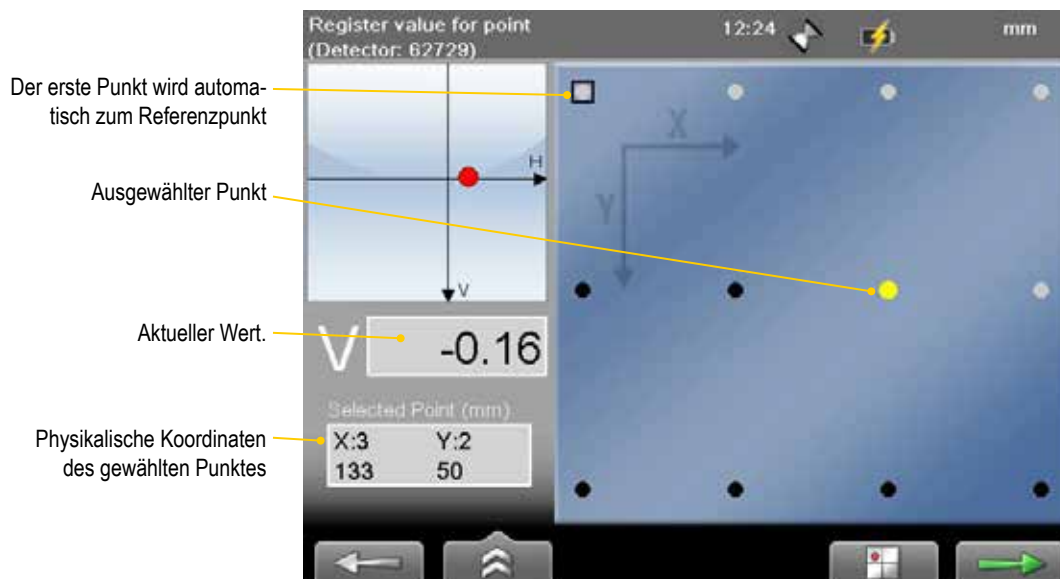 Register value for point
(Detector: 62729)
12:24
mm
Der erste Punkt wird automa-
tisch zum Referenzpunkt
Ausgewählter Punkt
Aktueller Wert.
Physikalische Koordinaten
des gewählten Punktes
H
V
V -0.16
Selected Point (mm)
X:3 Y:2
133 50
X
Y